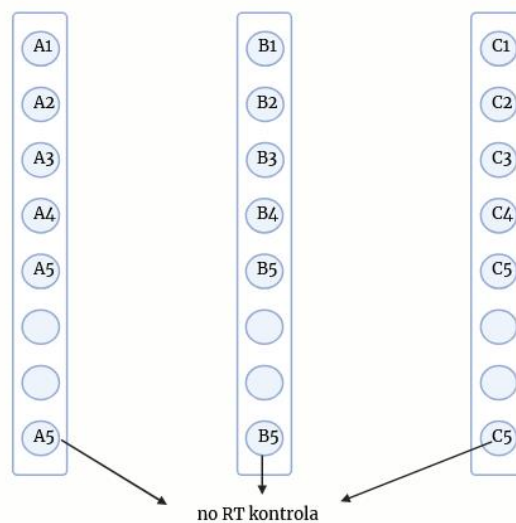 A1 B1 C1
A2 B2 C2
A3 B3 C3
A4 B4 C4
A5 B5 C5
A5 B5 C5
no RT kontrola